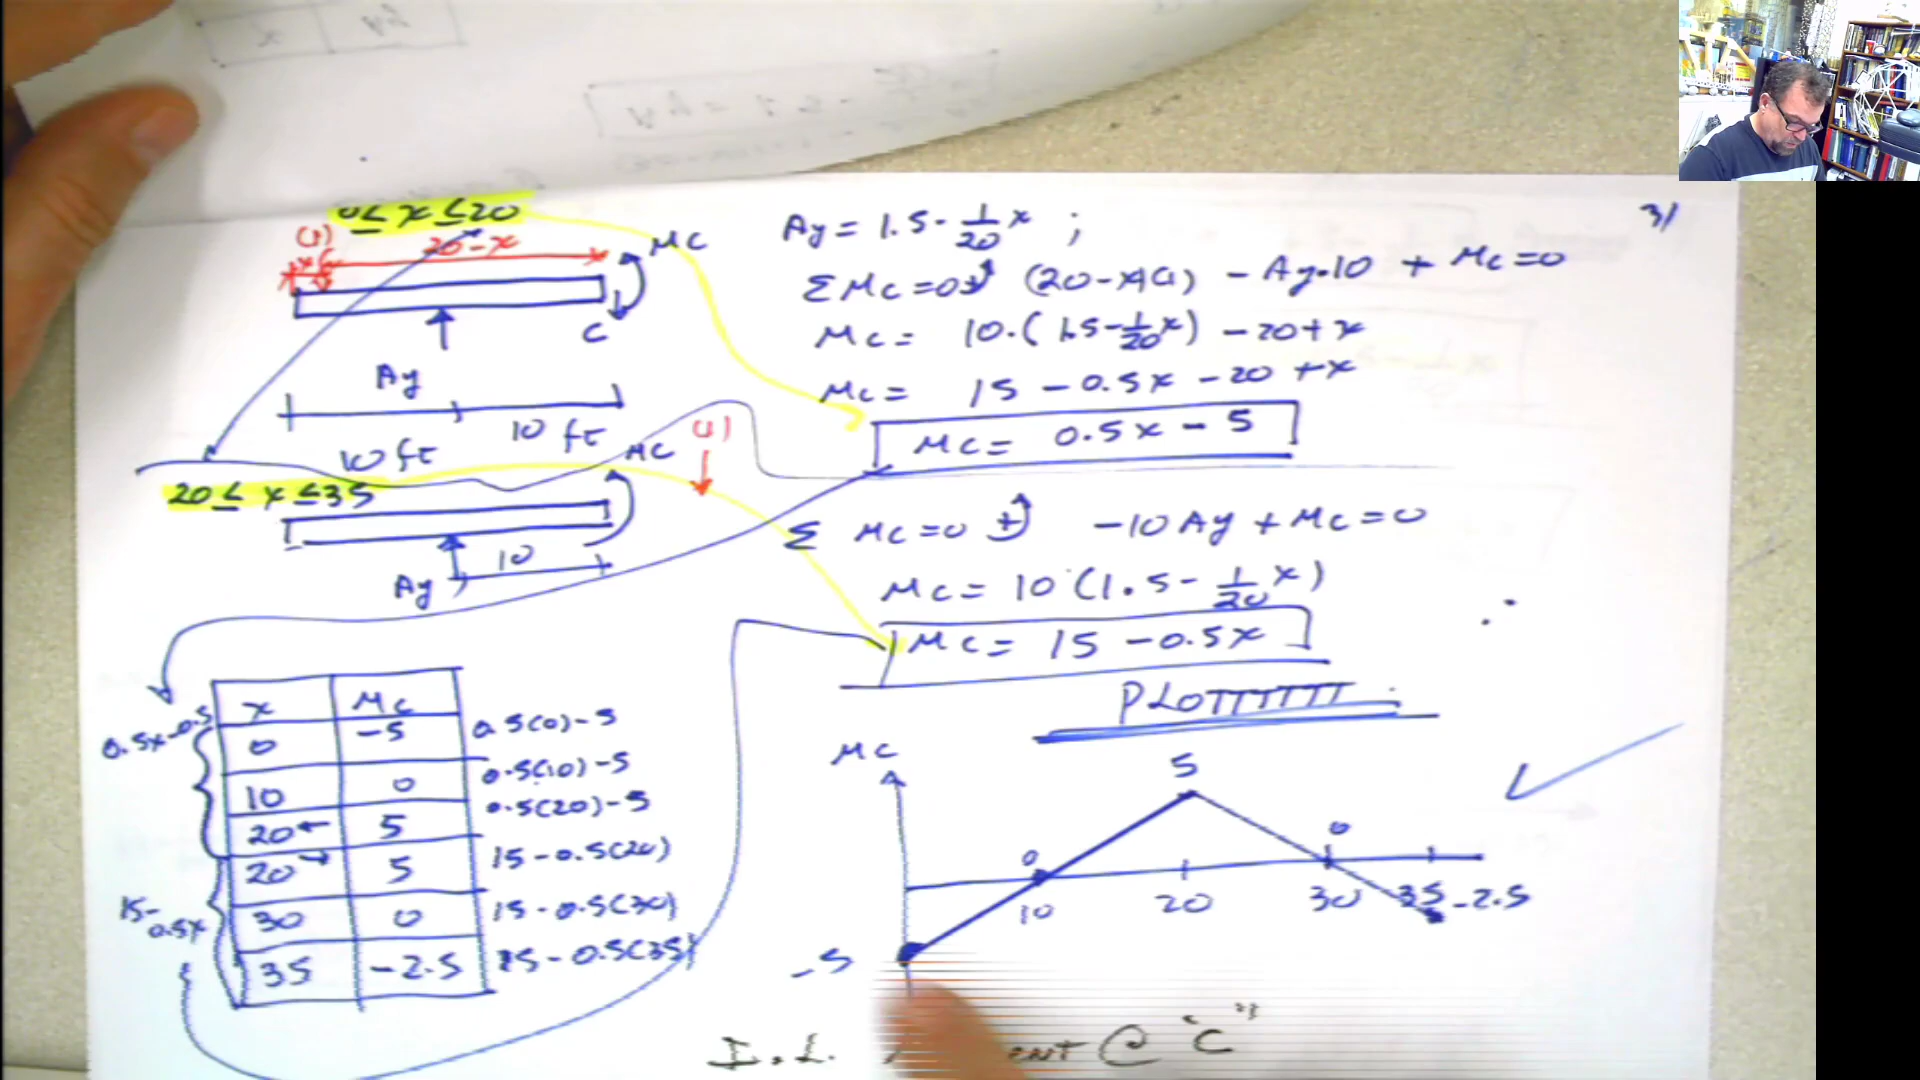 31
0 ≤ x ≤ 20
(1)
x
20-x
Mc
C
Ay
10 ft
10 ft
Ay = 1.5 - 1/20 x ;
ΣMc=0+ (20-x)(1) - Ay.10 + Mc=0
Mc= 10.(1.5-1/20 x) -20+x
Mc= 15 -0.5x -20 +x
Mc= 0.5x - 5
20 ≤ x ≤ 35
Mc
(1)
10
Ay
Σ Mc=0 + -10Ay +Mc=0
Mc= 10(1.5- 1/20 x)
Mc= 15 -0.5x
PLOTTTTTTT
0.5x-0.5
x Mc
0 -5 0.5(0)-5
10 0 0.5(10)-5
20← 5 0.5(20)-5
20→ 5 15-0.5(20)
15-0.5x
30 0 15-0.5(30)
35 -2.5 15-0.5(35)
Mc
5
0
0
10 20 30 35 -2.5
-5
I.L. @ "C"